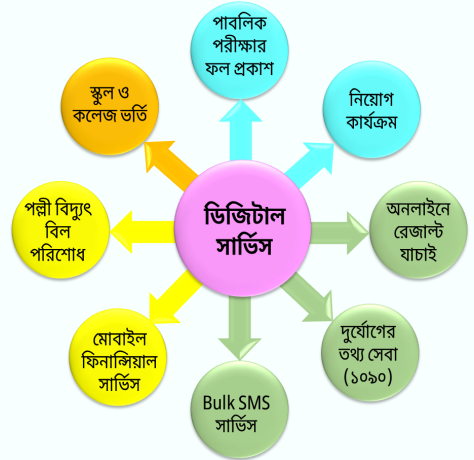 পাবলিক
পরীক্ষার
ফল প্রকাশ
নিয়োগ
কার্যক্রম
অনলাইনে
রেজাল্ট
যাচাই
দুর্যোগের
তথ্য সেবা
(১০৯০)
Bulk SMS
সার্ভিস
মোবাইল
ফিনান্সিয়াল
সার্ভিস
পল্লী বিদ্যুৎ
বিল
পরিশোধ
স্কুল ও
কলেজ ভর্তি
ডিজিটাল
সার্ভিস